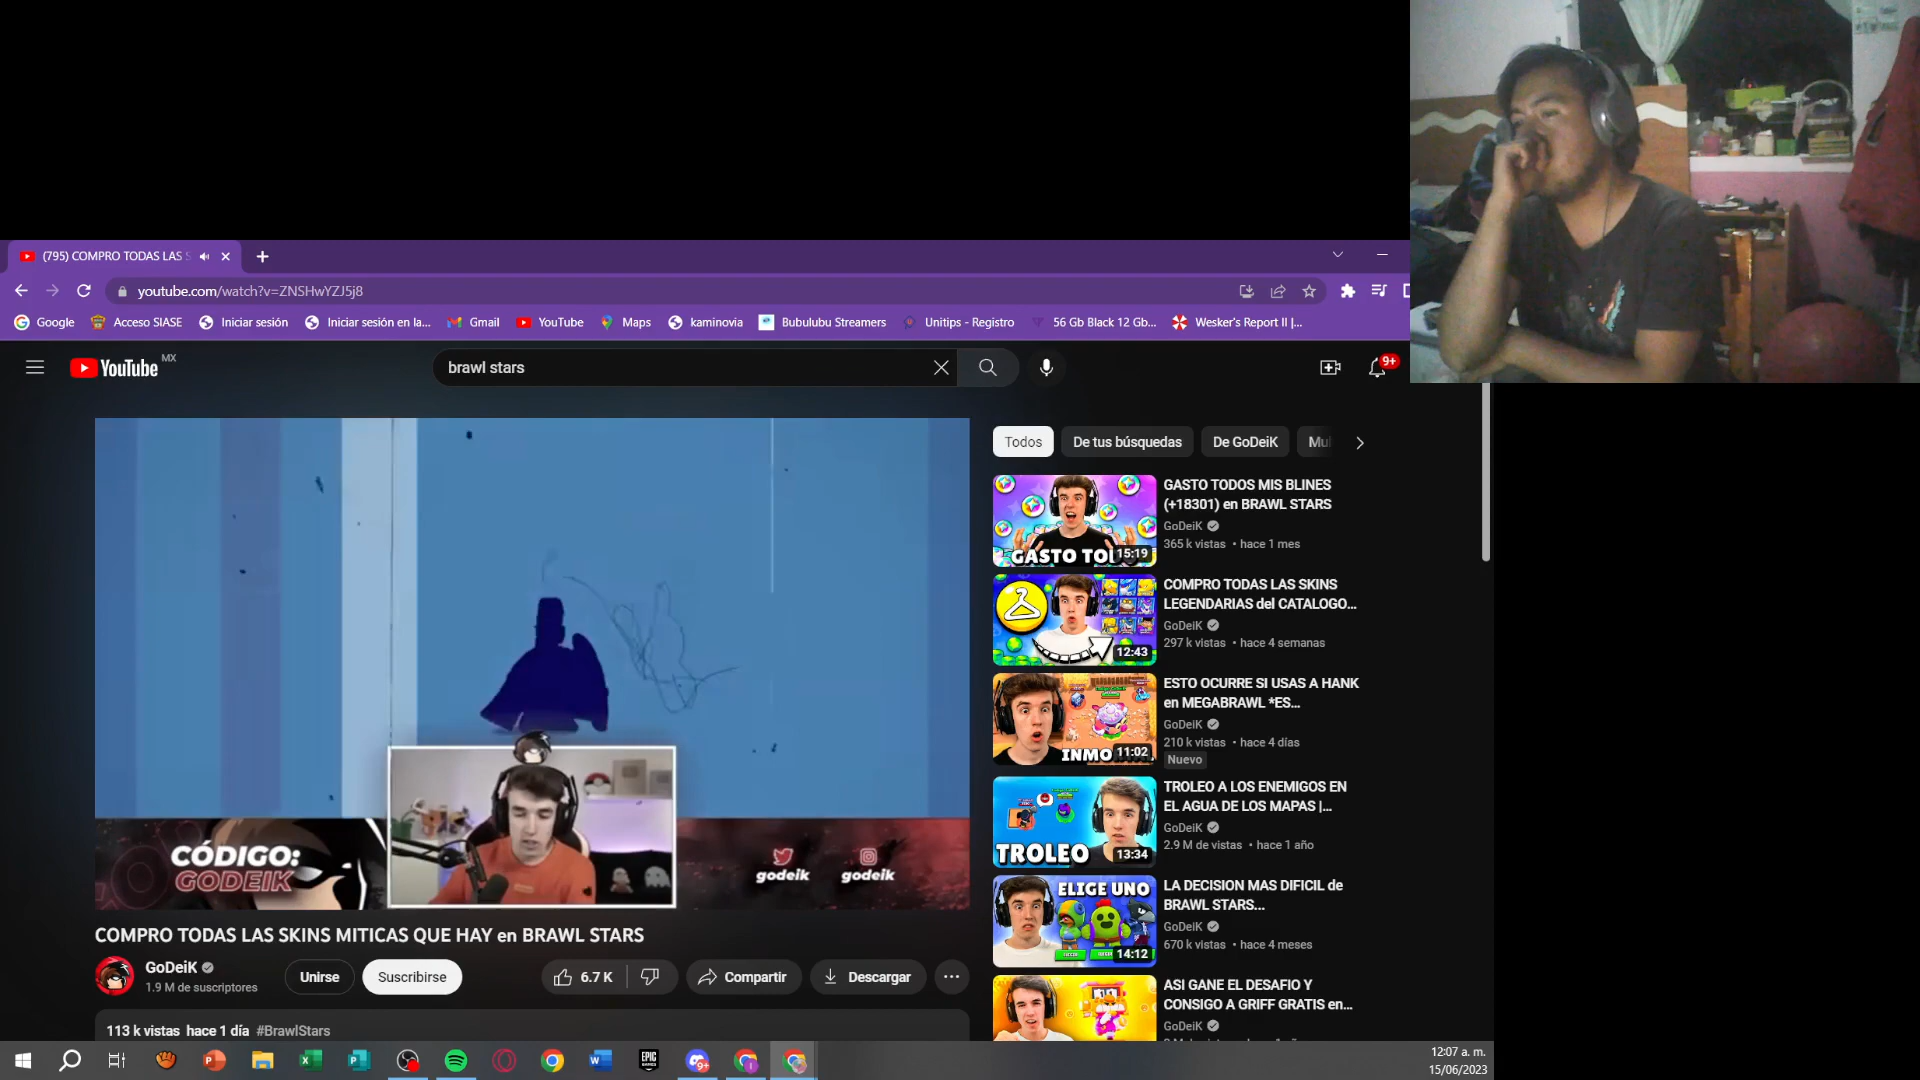 (795) COMPRO TODAS LAS S
youtube.com/watch?v=ZNSHwYZJ5j8
Google
Acceso SIASE
Iniciar sesión
Iniciar sesión en la...
Gmail
YouTube
Maps
kaminovia
Bubulubu Streamers
Unitips - Registro
56 Gb Black 12 Gb...
Wesker's Report II |...
YouTube MX
brawl stars
9+
Todos
De tus búsquedas
De GoDeiK
CÓDIGO:
GODEIK
godeik
godeik
COMPRO TODAS LAS SKINS MITICAS QUE HAY en BRAWL STARS
GoDeiK
1.9 M de suscriptores
Unirse
Suscribirse
6.7 K
Compartir
Descargar
113 k vistas hace 1 día #BrawlStars
GASTO TO
15:19
GASTO TODOS MIS BLINES
(+18301) en BRAWL STARS
GoDeiK
365 k vistas • hace 1 mes
12:43
COMPRO TODAS LAS SKINS
LEGENDARIAS del CATALOGO...
GoDeiK
297 k vistas • hace 4 semanas
INMO
11:02
ESTO OCURRE SI USAS A HANK
en MEGABRAWL *ES...
GoDeiK
210 k vistas • hace 4 días
Nuevo
TROLEO
13:34
TROLEO A LOS ENEMIGOS EN
EL AGUA DE LOS MAPAS |...
GoDeiK
2.9 M de vistas • hace 1 año
ELIGE UNO
14:12
LA DECISION MAS DIFICIL de
BRAWL STARS...
GoDeiK
670 k vistas • hace 4 meses
ASI GANE EL DESAFIO Y
CONSIGO A GRIFF GRATIS en...
GoDeiK
EPIC
9+
12:07 a. m.
15/06/2023